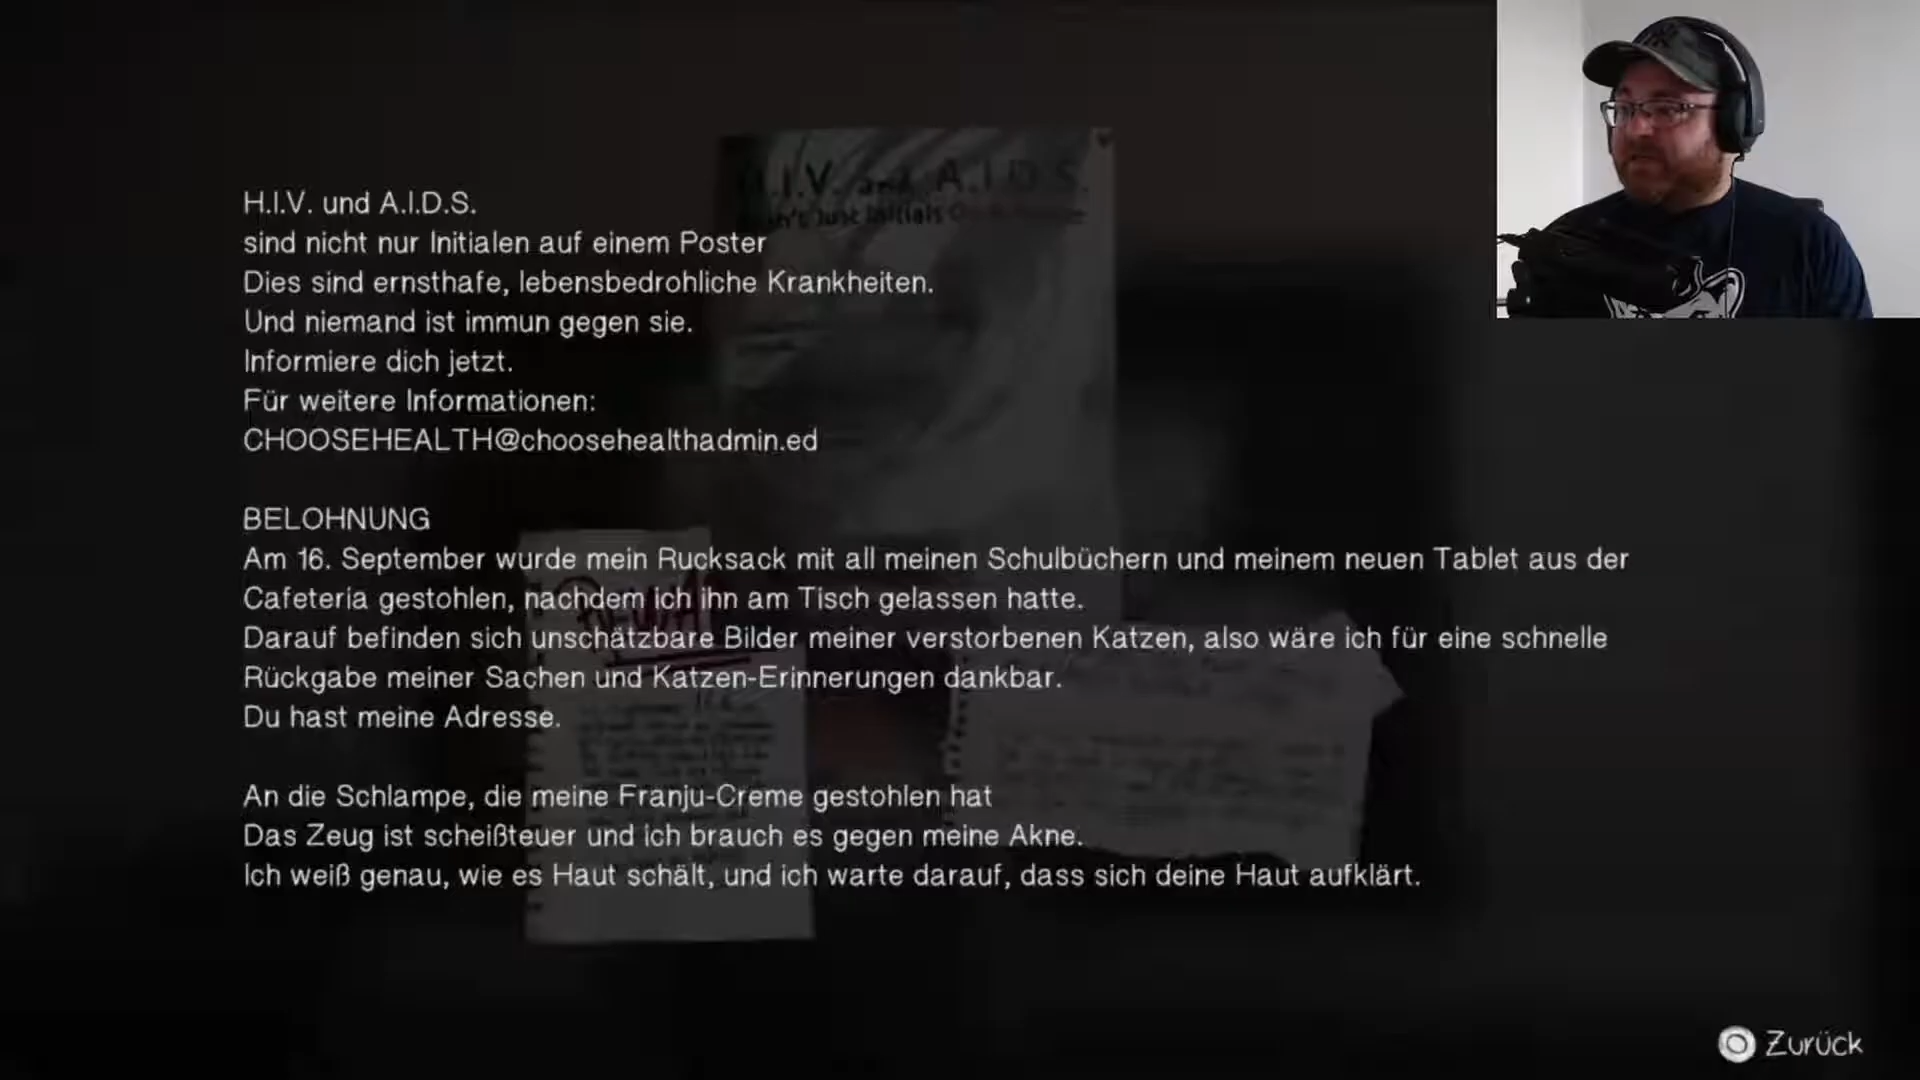 H.I.V. und A.I.D.S.
sind nicht nur Initialen auf einem Poster
Dies sind ernsthafe, lebensbedrohliche Krankheiten.
Und niemand ist immun gegen sie.
Informiere dich jetzt.
Für weitere Informationen:
CHOOSEHEALTH@choosehealthadmin.ed
BELOHNUNG
Am 16. September wurde mein Rucksack mit all meinen Schulbüchern und meinem neuen Tablet aus der
Cafeteria gestohlen, nachdem ich ihn am Tisch gelassen hatte.
Darauf befinden sich unschätzbare Bilder meiner verstorbenen Katzen, also wäre ich für eine schnelle
Rückgabe meiner Sachen und Katzen-Erinnerungen dankbar.
Du hast meine Adresse.
An die Schlampe, die meine Franju-Creme gestohlen hat
Das Zeug ist scheißteuer und ich brauch es gegen meine Akne.
Ich weiß genau, wie es Haut schält, und ich warte darauf, dass sich deine Haut aufklärt.
Zurück
H.I.V. and A.I.D.S.